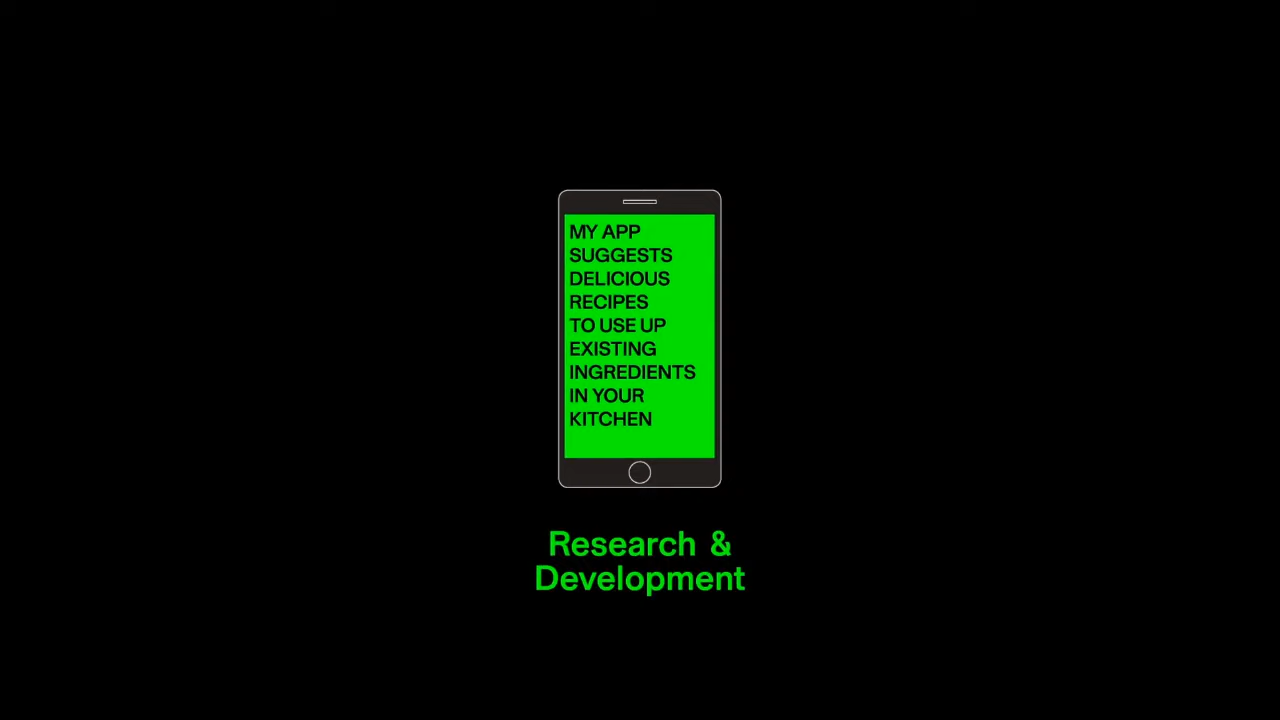 MY APP
SUGGESTS
DELICIOUS
RECIPES
TO USE UP
EXISTING
INGREDIENTS
IN YOUR
KITCHEN
Research &
Development